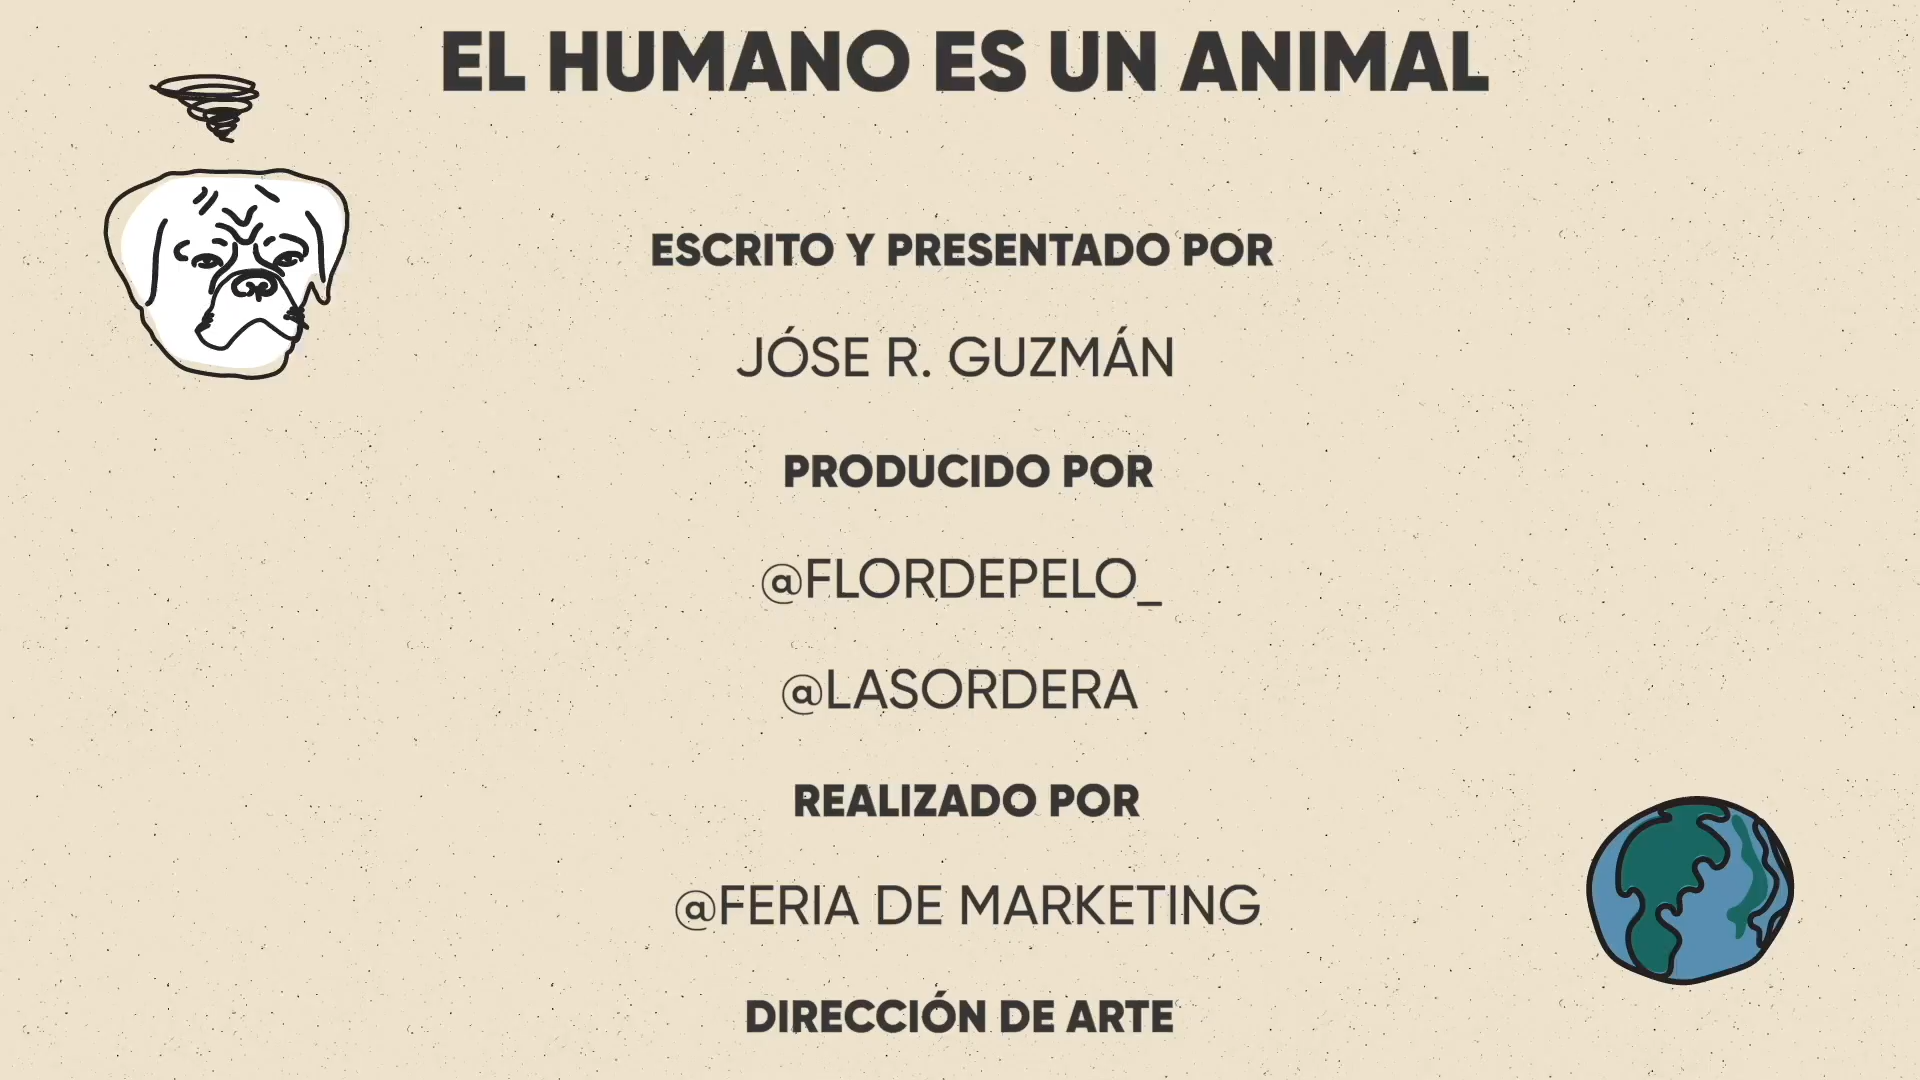 EL HUMANO ES UN ANIMAL
ESCRITO Y PRESENTADO POR
JÓSE R. GUZMÁN
PRODUCIDO POR
@FLORDEPELO_
@LASORDERA
REALIZADO POR
@FERIA DE MARKETING
DIRECCIÓN DE ARTE